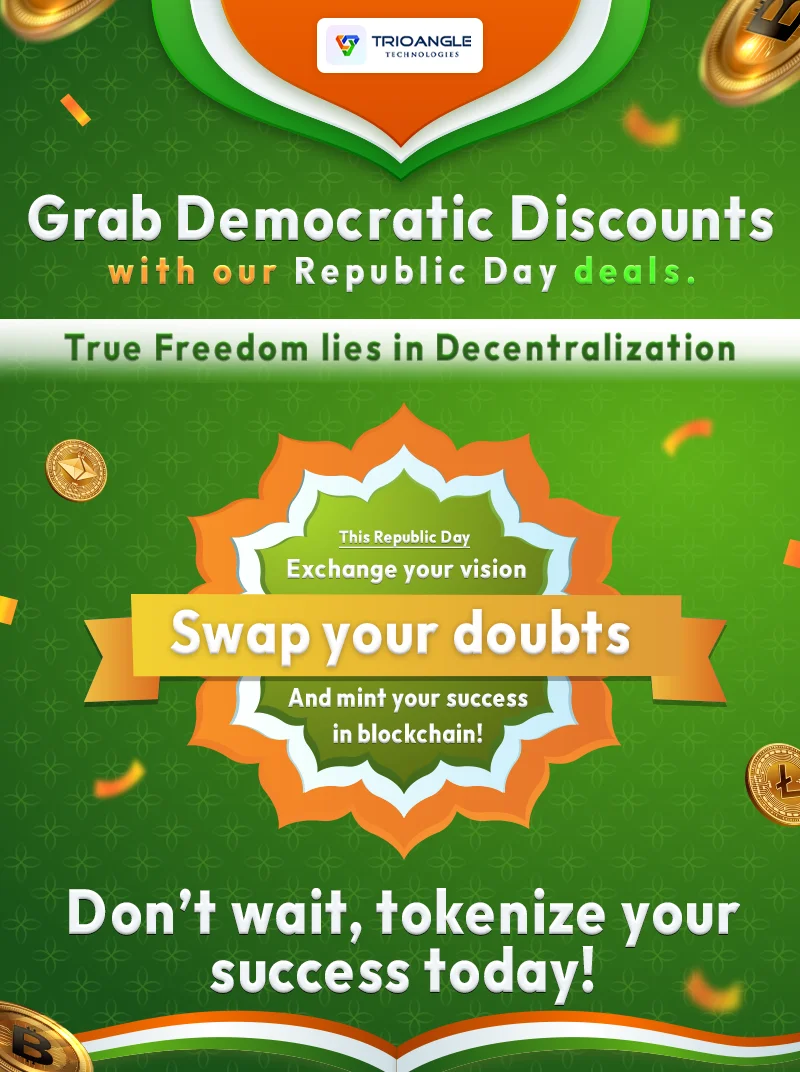 TRIOANGLE
TECHNOLOGIES
Grab Democratic Discounts
with our Republic Day deals.
True Freedom lies in Decentralization
This Republic Day
Exchange your vision
Swap your doubts
And mint your success
in blockchain!
Don't wait, tokenize your
success today!